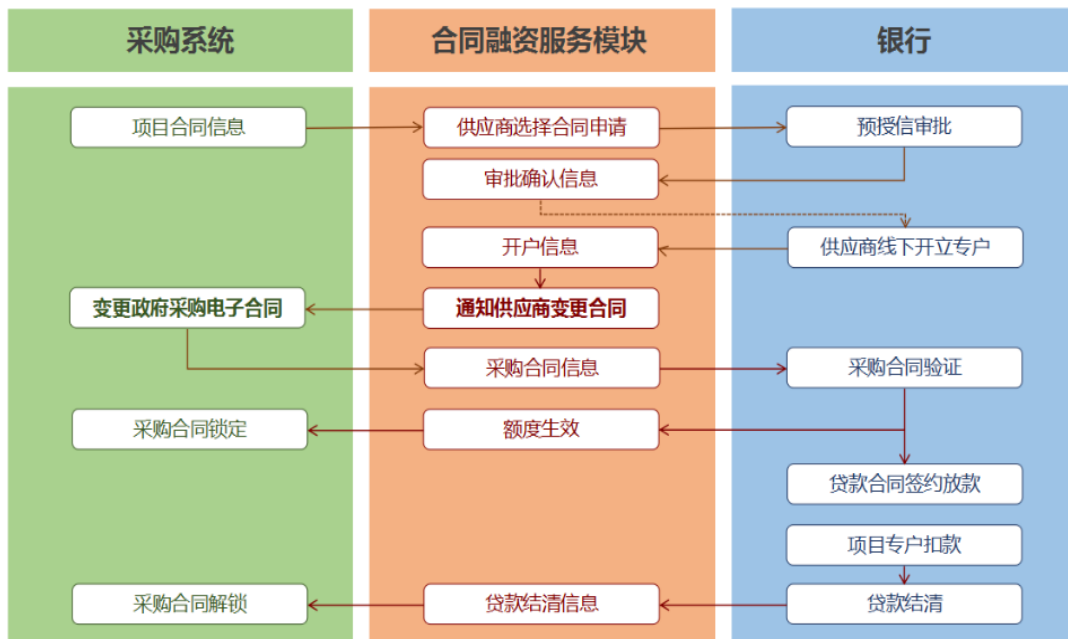 采购系统
合同融资服务模块
银行
项目合同信息
供应商选择合同申请
预授信审批
审批确认信息
开户信息
供应商线下开立专户
变更政府采购电子合同
通知供应商变更合同
采购合同信息
采购合同验证
采购合同锁定
额度生效
贷款合同签约放款
项目专户扣款
采购合同解锁
贷款结清信息
贷款结清